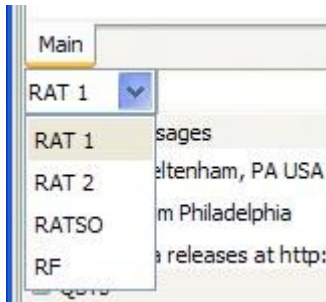 Main
RAT 1
RAT 1
sages
RAT 2
eltenham, PA USA
RATSO
m Philadelphia
RF
releases at http: